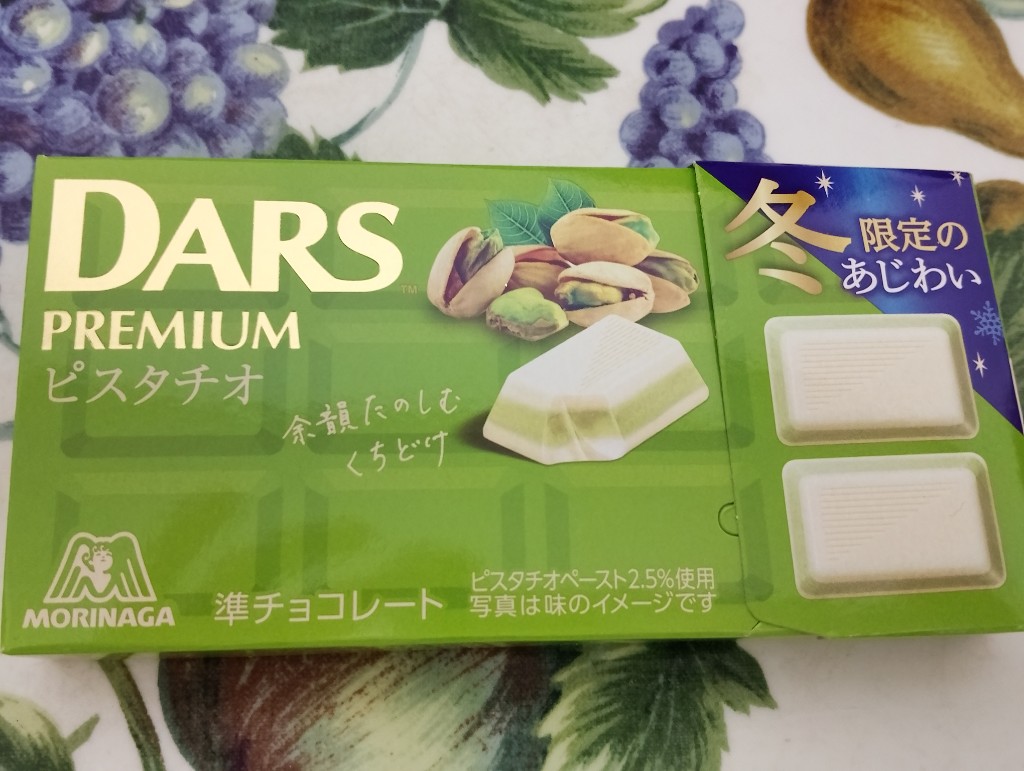 DARS™
PREMIUM
ピスタチオ
余韻たのしむ
くちどけ
MORINAGA
準チョコレート
ピスタチオペースト2.5%使用
写真は味のイメージです
冬
限定の
あじわい